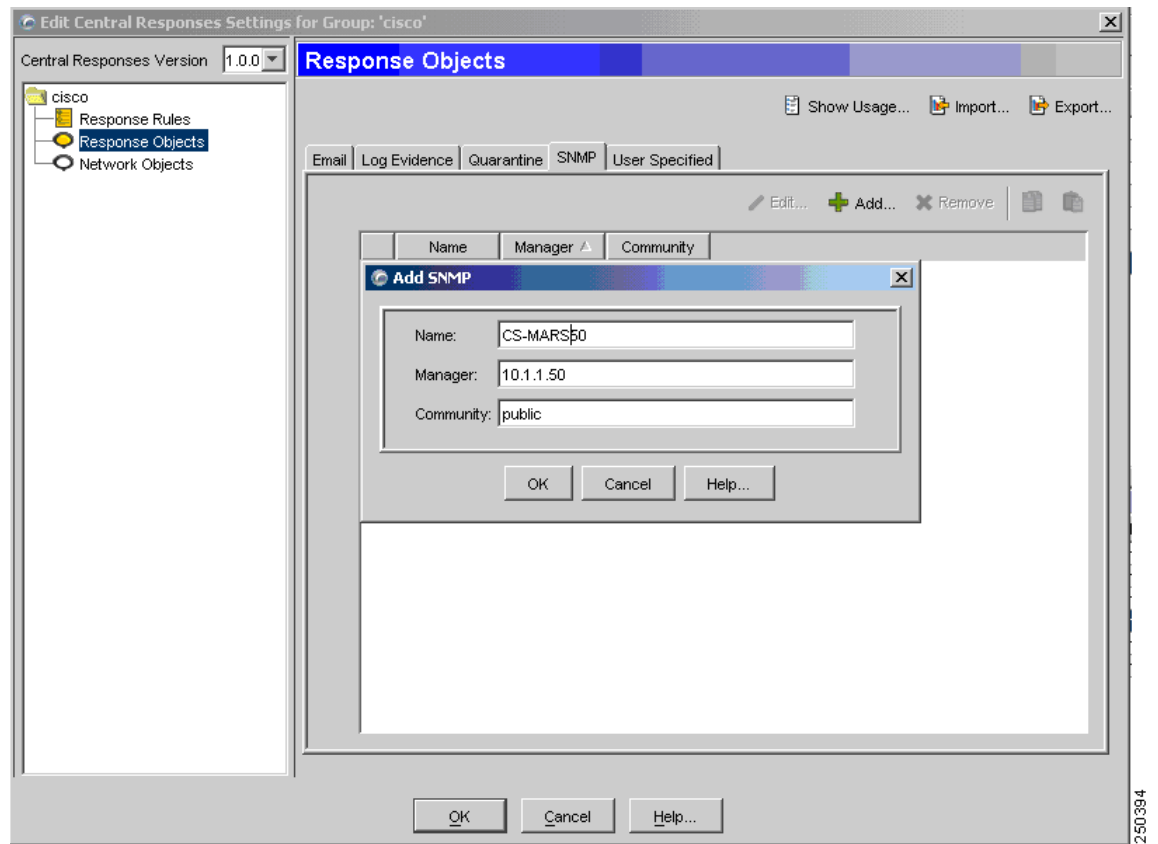 Edit Central Responses Settings for Group: 'cisco'
Central Responses Version 1.0.0
Response Objects
cisco
Response Rules
Response Objects
Network Objects
Show Usage... Import... Export...
Email Log Evidence Quarantine SNMP User Specified
Edit... Add... Remove
Name Manager Community
Add SNMP
Name: CS-MARS50
Manager: 10.1.1.50
Community: public
OK Cancel Help...
OK Cancel Help...
250394